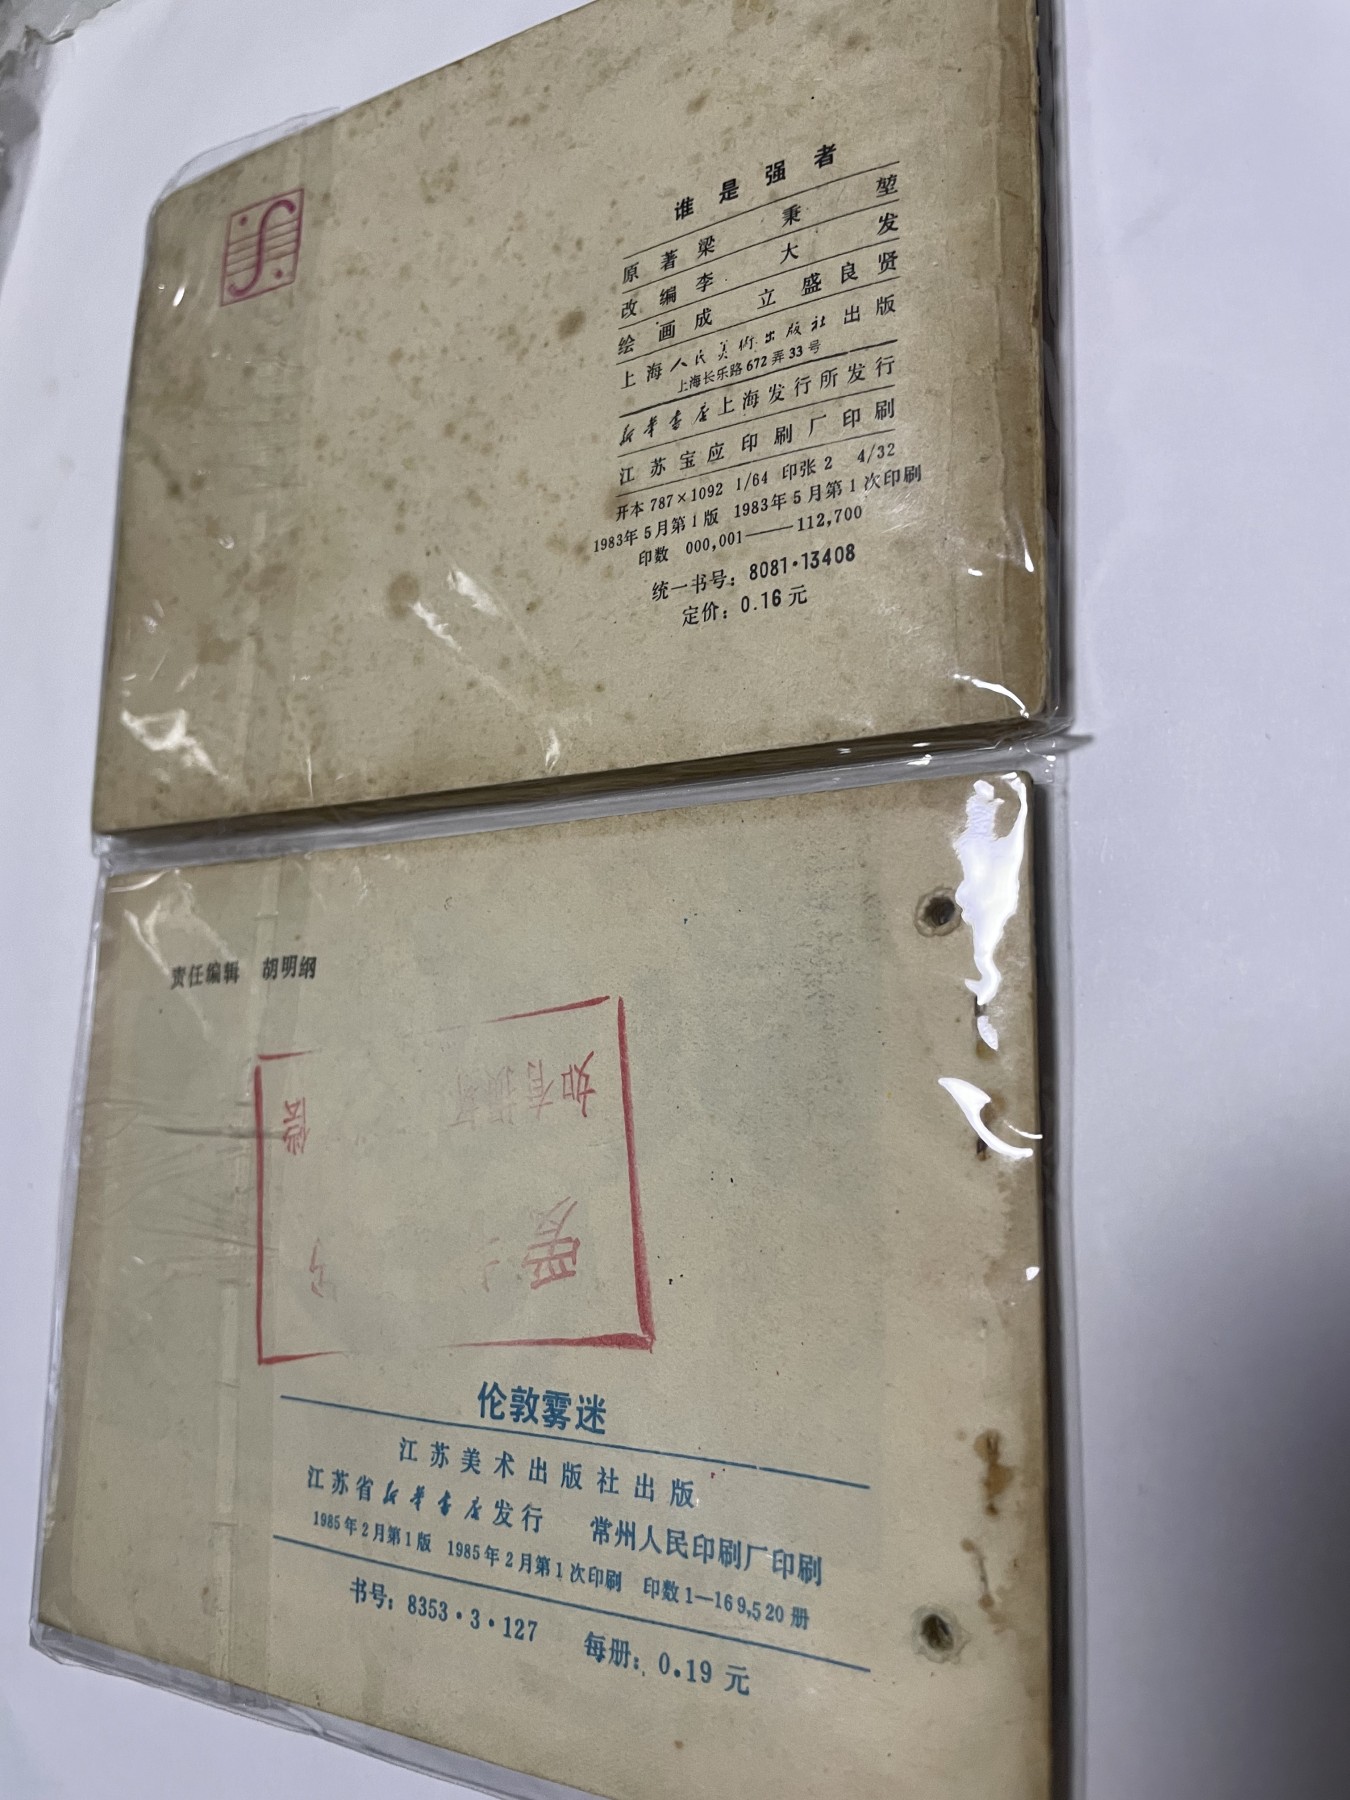 谁是强者
原著 梁秉堃
改编 李大发
绘画 成立 盛良贤
上海人民美術出版社出版
上海长乐路672弄33号
新华书店上海发行所发行
江苏宝应印刷厂印刷
开本 787×1092 1/64 印张 2 4/32
1983年5月第1版 1983年5月第1次印刷
印数 000,001——112,700
统一书号：8081·13408
定价：0.16元
责任编辑 胡明纲
如有损坏
偿
爱
伦敦雾迷
江苏美术出版社出版
江苏省新华书店发行 常州人民印刷厂印刷
1985年2月第1版 1985年2月第1次印刷 印数1—169,520册
书号：8353·3·127 每册：0.19元